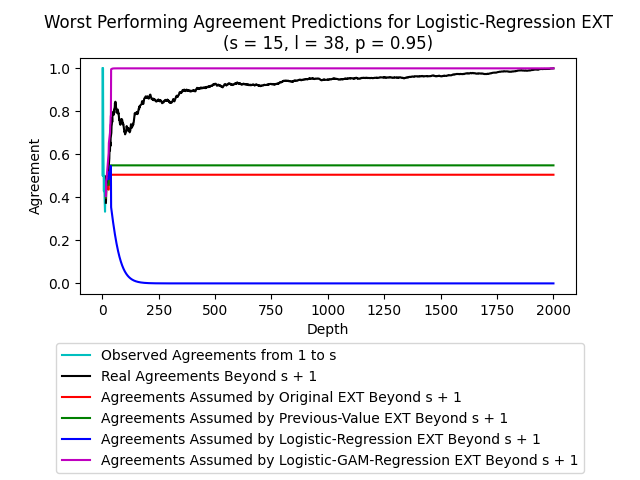 Worst Performing Agreement Predictions for Logistic-Regression EXT
(s = 15, l = 38, p = 0.95)
1.0
0.8
0.6
0.4
0.2
0.0
Agreement
0 250 500 750 1000 1250 1500 1750 2000
Depth
Observed Agreements from 1 to s
Real Agreements Beyond s + 1
Agreements Assumed by Original EXT Beyond s + 1
Agreements Assumed by Previous-Value EXT Beyond s + 1
Agreements Assumed by Logistic-Regression EXT Beyond s + 1
Agreements Assumed by Logistic-GAM-Regression EXT Beyond s + 1